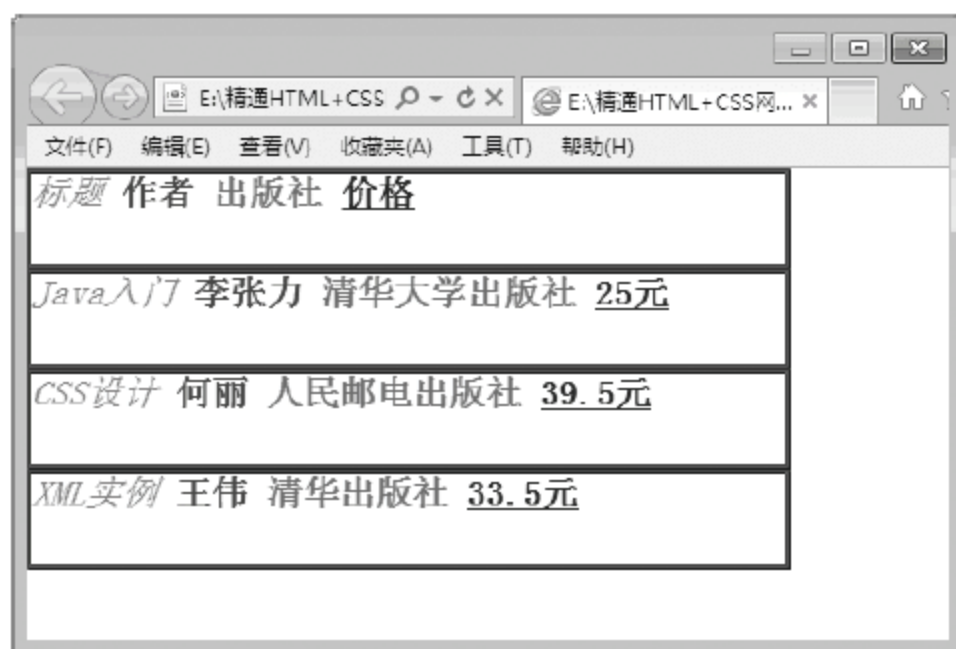 E:\精通HTML+CSS
E:\精通HTML+CSS网...
文件(F) 编辑(E) 查看(V) 收藏夹(A) 工具(T) 帮助(H)
标题 作者 出版社 价格
Java入门 李张力 清华大学出版社 25元
CSS设计 何丽 人民邮电出版社 39.5元
XML实例 王伟 清华出版社 33.5元